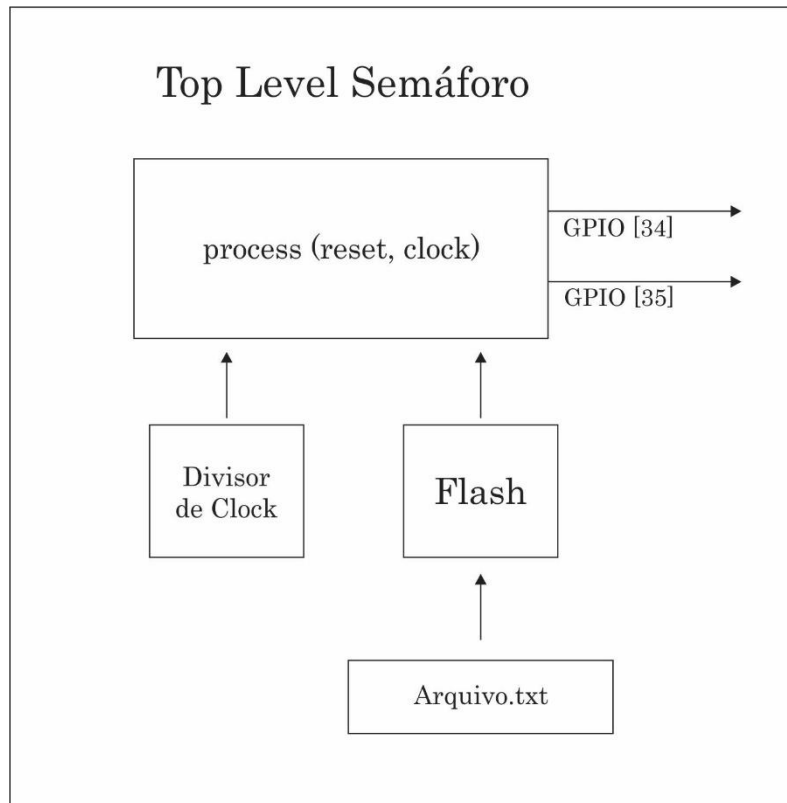 Top Level Semáforo
process (reset, clock)
GPIO [34]
GPIO [35]
Divisor
de Clock
Flash
Arquivo.txt